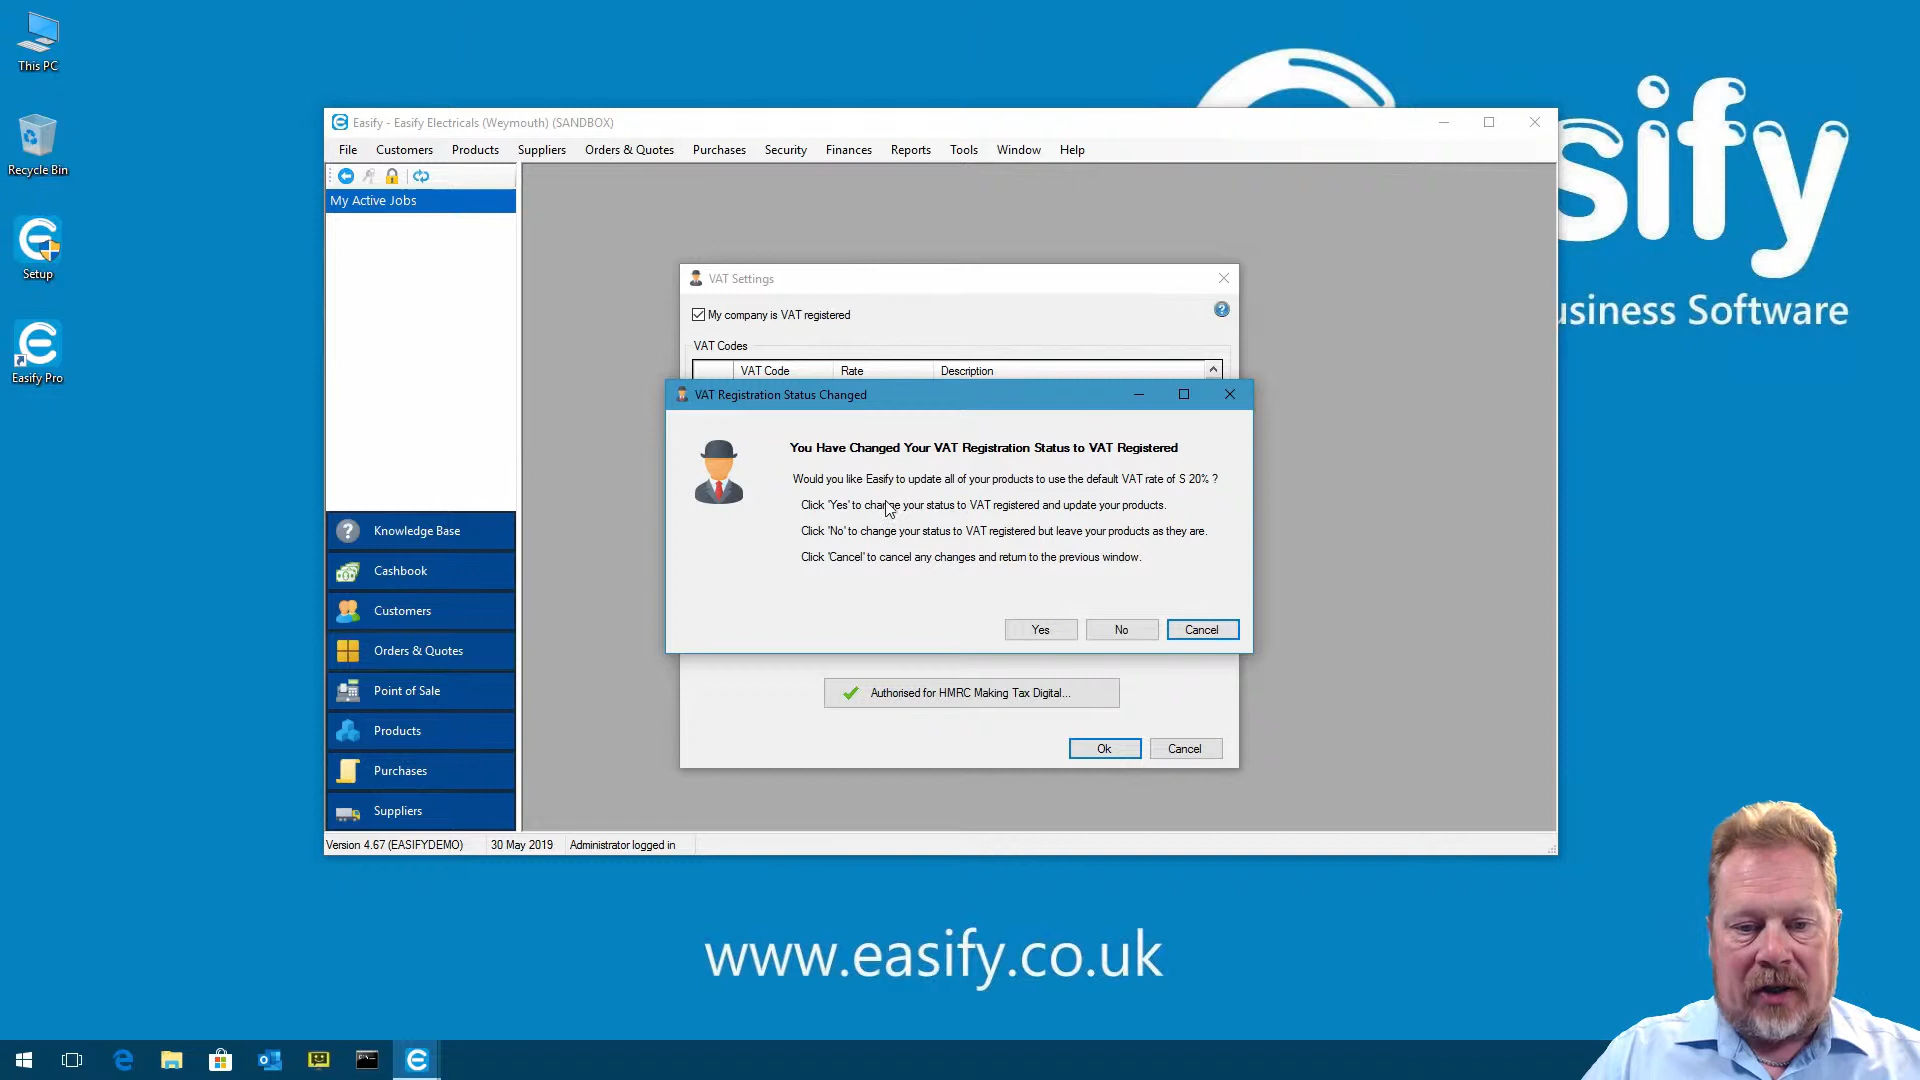 This PC
Recycle Bin
Setup
Easify Pro
sify
usiness Software
Easify - Easify Electricals (Weymouth) (SANDBOX)
File Customers Products Suppliers Orders & Quotes Purchases Security Finances Reports Tools Window Help
My Active Jobs
Knowledge Base
Cashbook
Customers
Orders & Quotes
Point of Sale
Products
Purchases
Suppliers
VAT Settings
My company is VAT registered
VAT Codes
VAT Code Rate Description
VAT Registration Status Changed
You Have Changed Your VAT Registration Status to VAT Registered
Would you like Easify to update all of your products to use the default VAT rate of S 20% ?
Click 'Yes' to change your status to VAT registered and update your products.
Click 'No' to change your status to VAT registered but leave your products as they are.
Click 'Cancel' to cancel any changes and return to the previous window.
Yes No Cancel
Authorised for HMRC Making Tax Digital...
Ok Cancel
Version 4.67 (EASIFYDEMO) 30 May 2019 Administrator logged in
www.easify.co.uk